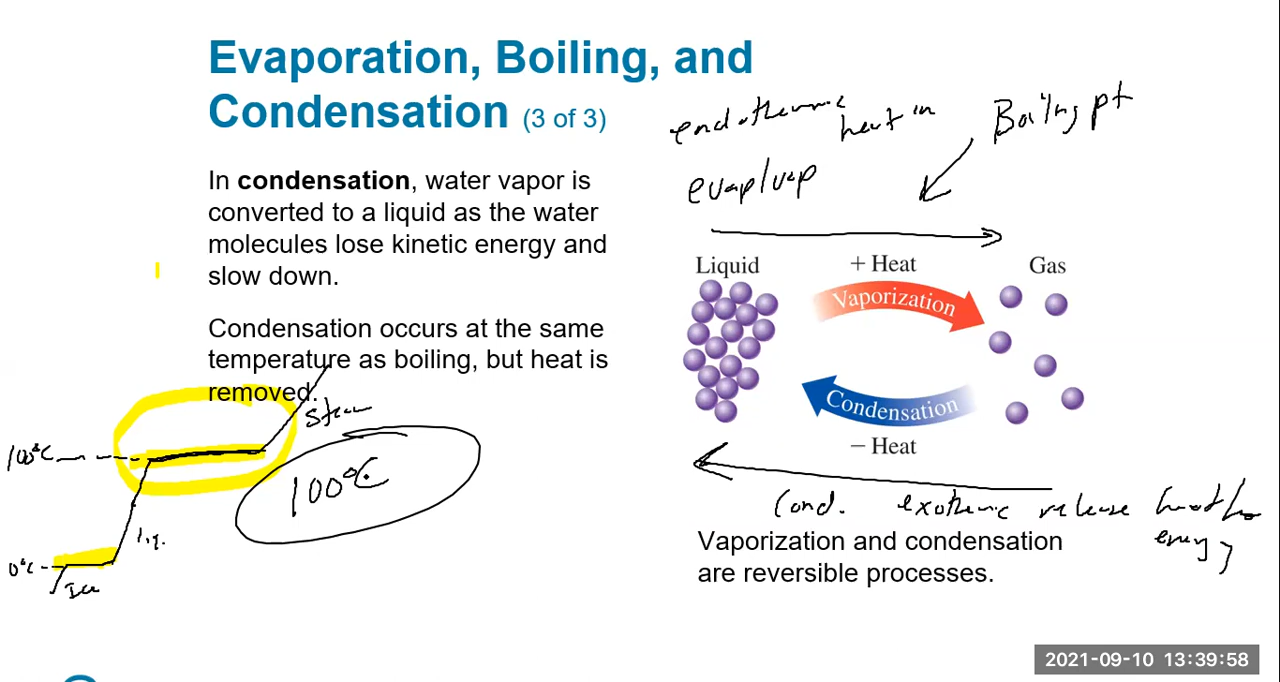 Evaporation, Boiling, and
Condensation (3 of 3)
In condensation, water vapor is
converted to a liquid as the water
molecules lose kinetic energy and
slow down.
Condensation occurs at the same
temperature as boiling, but heat is
removed.
steam
100°C
100°C
liq.
0°C
Ice
endothermic
heat in
Boiling pt
evap/vap
Liquid
+ Heat
Gas
Vaporization
Condensation
− Heat
Cond. exothermic release heat
energy
Vaporization and condensation
are reversible processes.
2021-09-10 13:39:58